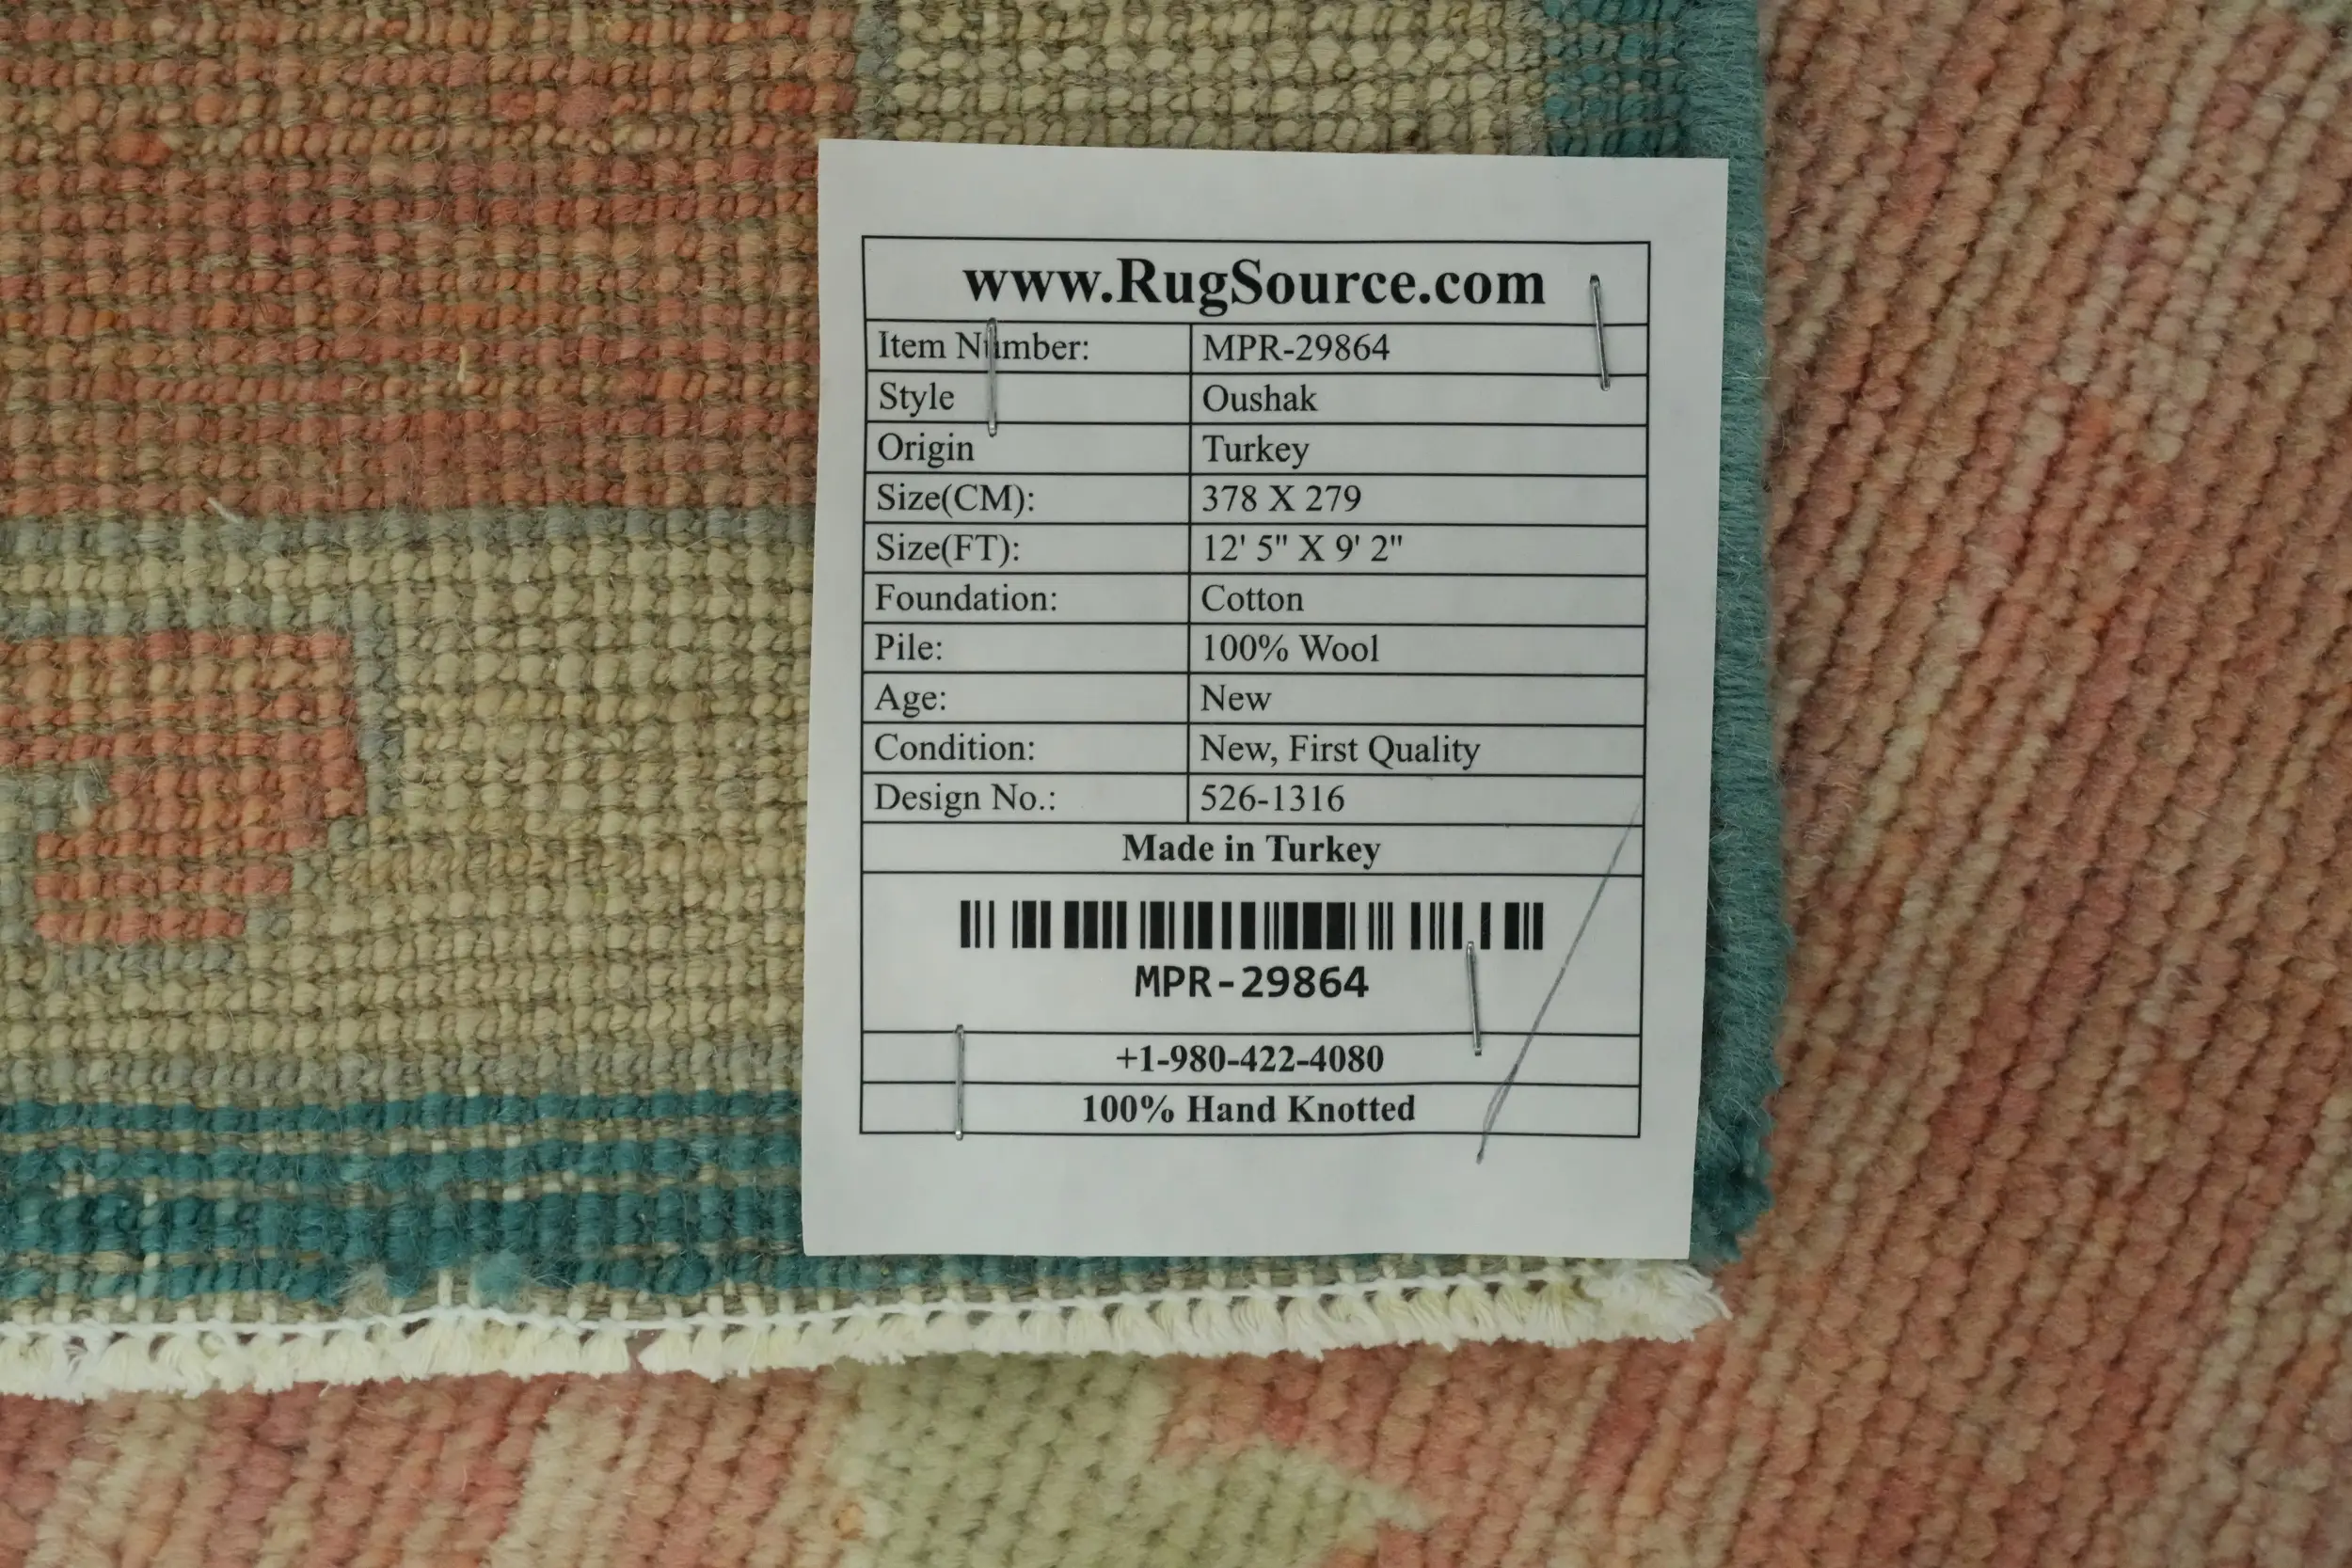 www.RugSource.com
Item Number: MPR-29864
Style Oushak
Origin Turkey
Size(CM): 378 X 279
Size(FT): 12' 5" X 9' 2"
Foundation: Cotton
Pile: 100% Wool
Age: New
Condition: New, First Quality
Design No.: 526-1316
Made in Turkey
MPR-29864
+1-980-422-4080
100% Hand Knotted